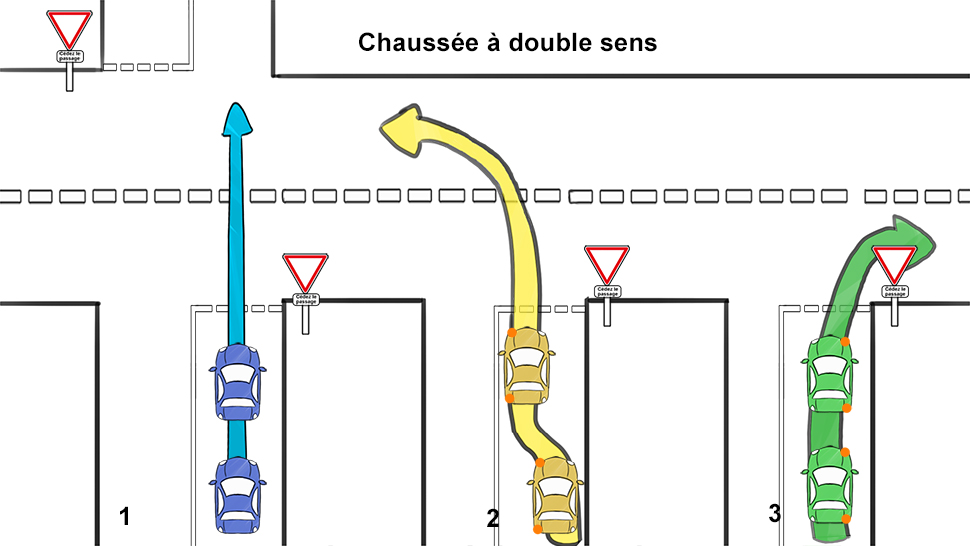 Cédez le
passage
Chaussée à double sens
Cédez le
passage
Cédez le
passage
Cédez le
passage
1
2
3